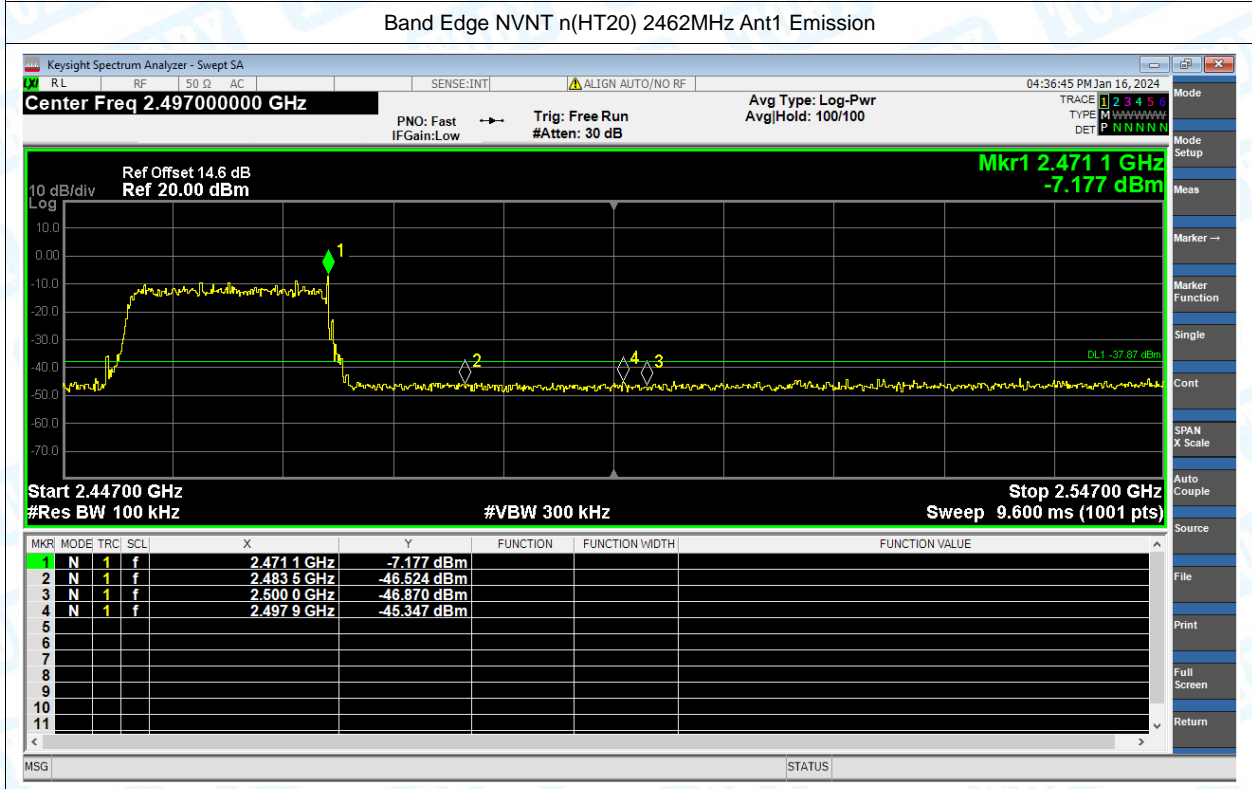 Band Edge NVNT n(HT20) 2462MHz Ant1 Emission
Keysight Spectrum Analyzer - Swept SA
LXI RL RF 50 Ω AC SENSE:INT ALIGN AUTO/NO RF 04:36:45 PM Jan 16, 2024
Center Freq 2.497000000 GHz
PNO: Fast
IFGain:Low
Trig: Free Run
#Atten: 30 dB
Avg Type: Log-Pwr
Avg|Hold: 100/100
TRACE 1 2 3 4 5 6
TYPE M WWWWW
DET P N N N N N
Ref Offset 14.6 dB
10 dB/div Ref 20.00 dBm
Log
Mkr1 2.471 1 GHz
-7.177 dBm
10.0
0.00
-10.0
-20.0
-30.0
-40.0
-50.0
-60.0
-70.0
1
2
4
3
DL1 -37.87 dBm
Start 2.44700 GHz Stop 2.54700 GHz
#Res BW 100 kHz #VBW 300 kHz Sweep 9.600 ms (1001 pts)
MKR MODE TRC SCL X Y FUNCTION FUNCTION WIDTH FUNCTION VALUE
1 N 1 f 2.471 1 GHz -7.177 dBm
2 N 1 f 2.483 5 GHz -46.524 dBm
3 N 1 f 2.500 0 GHz -46.870 dBm
4 N 1 f 2.497 9 GHz -45.347 dBm
5
6
7
8
9
10
11
MSG STATUS
Mode
Mode Setup
Meas
Marker →
Marker Function
Single
Cont
SPAN X Scale
Auto Couple
Source
File
Print
Full Screen
Return